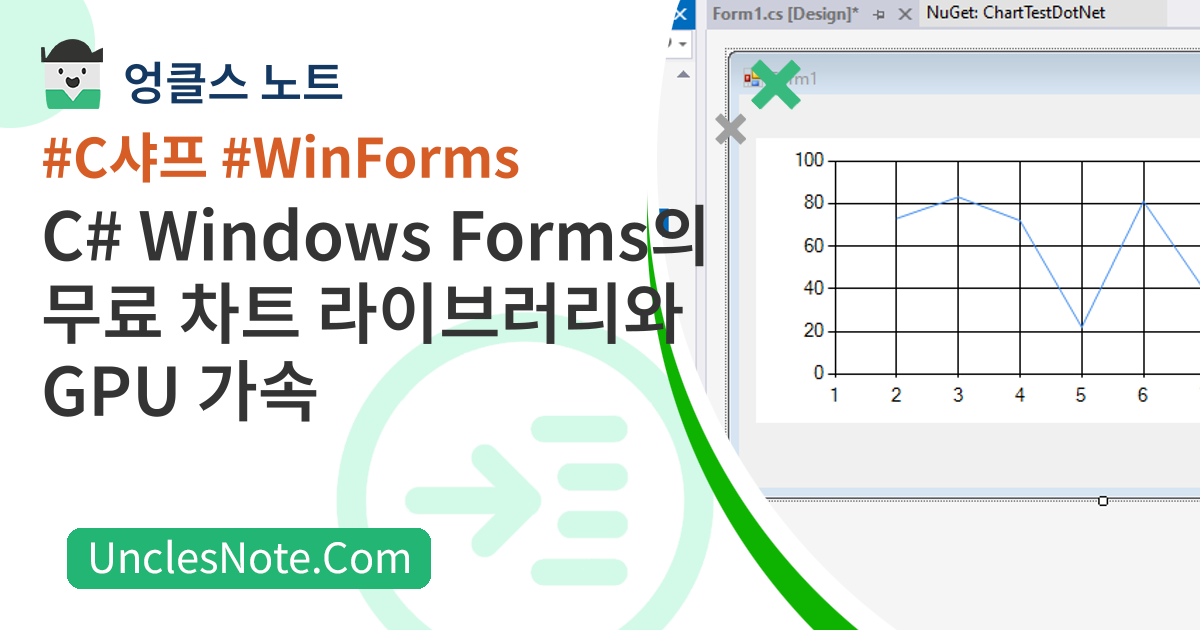 엉클스 노트
#C샤프 #WinForms
C# Windows Forms의
무료 차트 라이브러리와
GPU 가속
UnclesNote.Com
Form1.cs [Design]*
NuGet: ChartTestDotNet
100
80
60
40
20
0
1 2 3 4 5 6